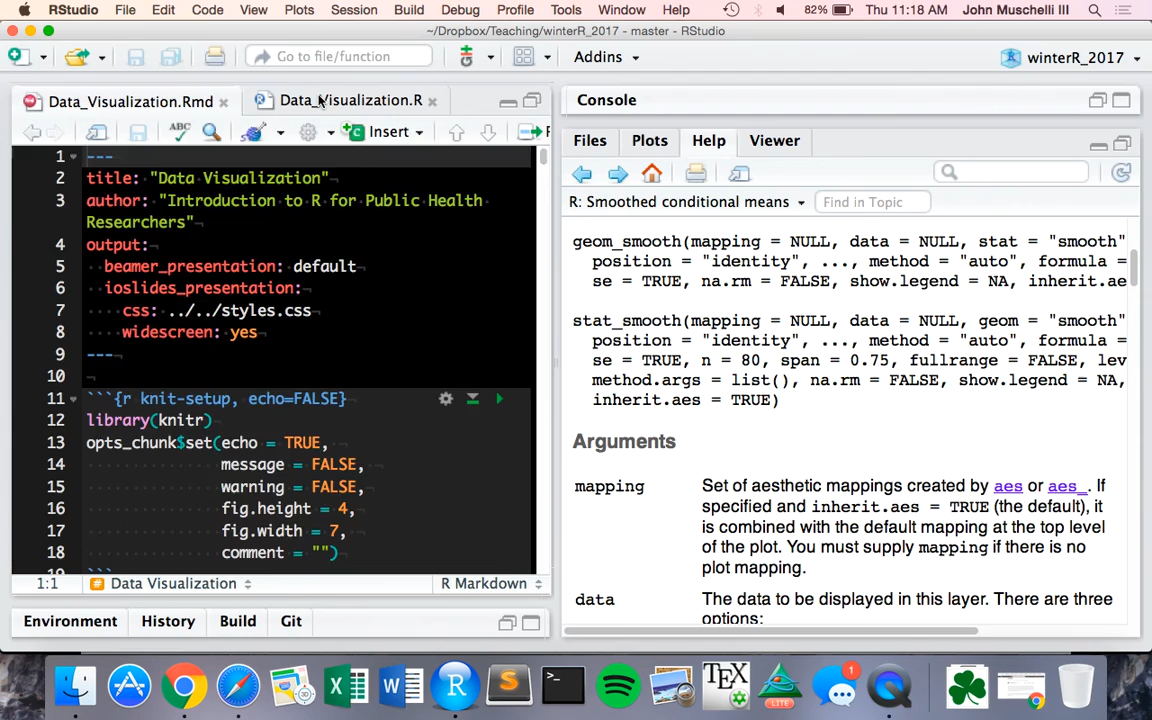 RStudio File Edit Code View Plots Session Build Debug Profile Tools Window Help 82% Thu 11:18 AM John Muschelli III
~/Dropbox/Teaching/winterR_2017 - master - RStudio
Go to file/function Addins winterR_2017
Data_Visualization.Rmd Data_Visualization.R
ABC Insert
1 ---
2 title: "Data Visualization"
3 author: "Introduction to R for Public Health
Researchers"
4 output:
5 beamer_presentation: default
6 ioslides_presentation:
7 css: ../../styles.css
8 widescreen: yes
9 ---
10
11 ```{r knit-setup, echo=FALSE}
12 library(knitr)
13 opts_chunk$set(echo = TRUE,
14 message = FALSE,
15 warning = FALSE,
16 fig.height = 4,
17 fig.width = 7,
18 comment = "")
```
1:1 Data Visualization R Markdown
Environment History Build Git
Console
Files Plots Help Viewer
R: Smoothed conditional means Find in Topic
geom_smooth(mapping = NULL, data = NULL, stat = "smooth"
position = "identity", ..., method = "auto", formula =
se = TRUE, na.rm = FALSE, show.legend = NA, inherit.ae
stat_smooth(mapping = NULL, data = NULL, geom = "smooth"
position = "identity", ..., method = "auto", formula =
se = TRUE, n = 80, span = 0.75, fullrange = FALSE, lev
method.args = list(), na.rm = FALSE, show.legend = NA,
inherit.aes = TRUE)
Arguments
mapping Set of aesthetic mappings created by aes or aes_. If
specified and inherit.aes = TRUE (the default), it
is combined with the default mapping at the top level
of the plot. You must supply mapping if there is no
plot mapping.
data The data to be displayed in this layer. There are three
options:
X W R S >_ TEX LITE 1